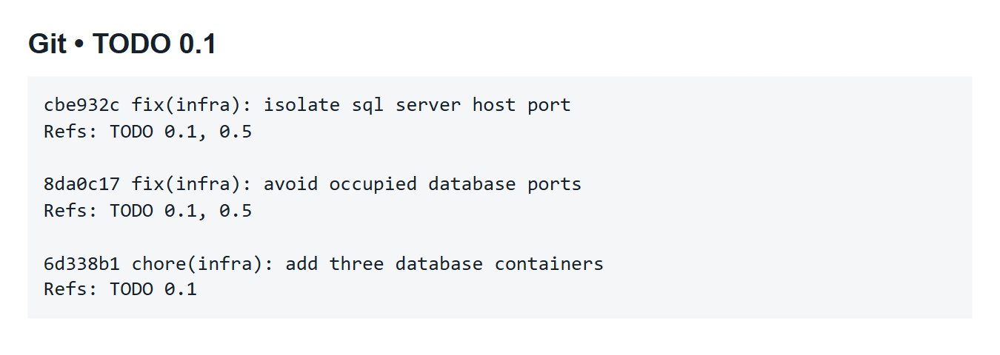 Git • TODO 0.1
cbe932c fix(infra): isolate sql server host port
Refs: TODO 0.1, 0.5
8da0c17 fix(infra): avoid occupied database ports
Refs: TODO 0.1, 0.5
6d338b1 chore(infra): add three database containers
Refs: TODO 0.1